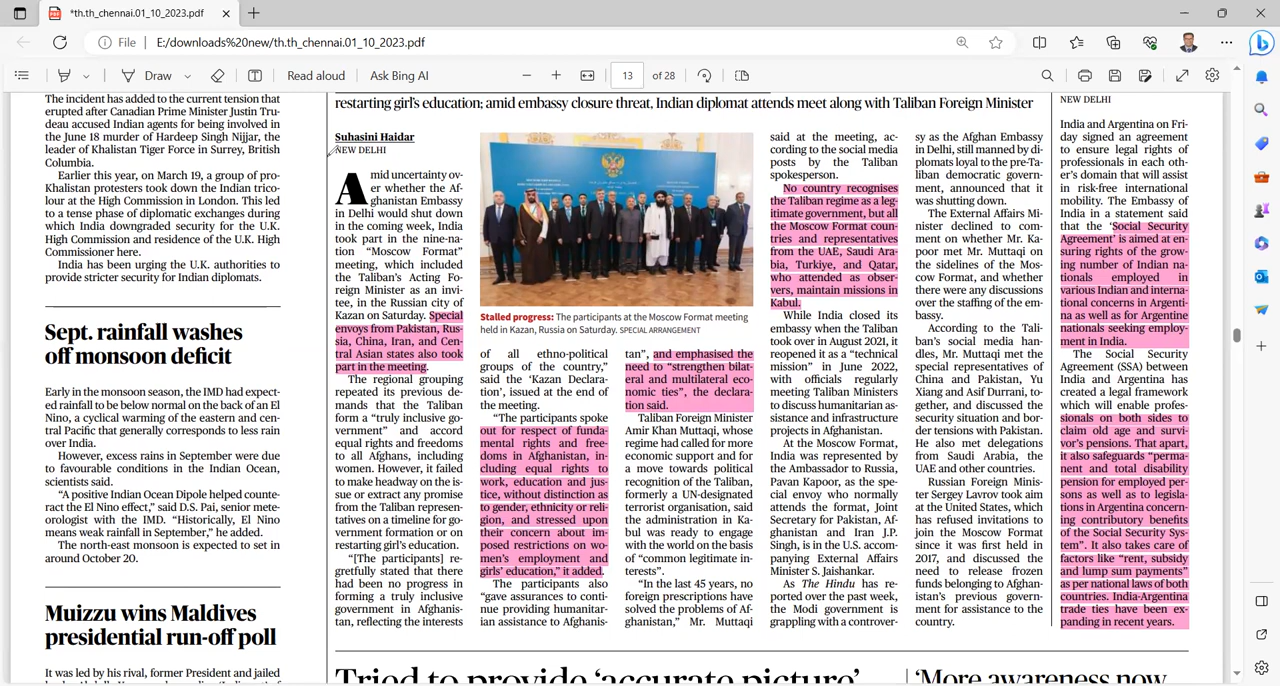 *th.th_chennai.01_10_2023.pdf
File
E:/downloads%20new/th.th_chennai.01_10_2023.pdf
Draw
Read aloud
Ask Bing AI
13
of 28
The incident has added to the current tension that
erupted after Canadian Prime Minister Justin Tru-
deau accused Indian agents for being involved in
the June 18 murder of Hardeep Singh Nijjar, the
leader of Khalistan Tiger Force in Surrey, British
Columbia.
Earlier this year, on March 19, a group of pro-
Khalistan protesters took down the Indian trico-
lour at the High Commission in London. This led
to a tense phase of diplomatic exchanges during
which India downgraded security for the U.K.
High Commission and residence of the U.K. High
Commissioner here.
India has been urging the U.K. authorities to
provide stricter security for Indian diplomats.
Sept. rainfall washes
off monsoon deficit
Early in the monsoon season, the IMD had expect-
ed rainfall to be below normal on the back of an El
Nino, a cyclical warming of the eastern and cen-
tral Pacific that generally corresponds to less rain
over India.
However, excess rains in September were due
to favourable conditions in the Indian Ocean,
scientists said.
“A positive Indian Ocean Dipole helped counte-
ract the El Nino effect,” said D.S. Pai, senior mete-
orologist with the IMD. “Historically, El Nino
means weak rainfall in September,” he added.
The north-east monsoon is expected to set in
around October 20.
Muizzu wins Maldives
presidential run-off poll
It was led by his rival, former President and jailed
restarting girl’s education; amid embassy closure threat, Indian diplomat attends meet along with Taliban Foreign Minister
Suhasini Haidar
NEW DELHI
Amid uncertainty ov-
er whether the Af-
ghanistan Embassy
in Delhi would shut down
in the coming week, India
took part in the nine-na-
tion “Moscow Format”
meeting, which included
the Taliban’s Acting For-
eign Minister as an invi-
tee, in the Russian city of
Kazan on Saturday. Special
envoys from Pakistan, Rus-
sia, China, Iran, and Cen-
tral Asian states also took
part in the meeting.
The regional grouping
repeated its previous de-
mands that the Taliban
form a “truly inclusive go-
vernment” and accord
equal rights and freedoms
to all Afghans, including
women. However, it failed
to make headway on the is-
sue or extract any promise
from the Taliban represen-
tatives on a timeline for go-
vernment formation or on
restarting girl’s education.
“[The participants] re-
gretfully stated that there
had been no progress in
forming a truly inclusive
government in Afghanis-
tan, reflecting the interests
Stalled progress: The participants at the Moscow Format meeting
held in Kazan, Russia on Saturday. SPECIAL ARRANGEMENT
of all ethno-political
groups of the country,”
said the ‘Kazan Declara-
tion’, issued at the end of
the meeting.
“The participants spoke
out for respect of funda-
mental rights and free-
doms in Afghanistan, in-
cluding equal rights to
work, education and jus-
tice, without distinction as
to gender, ethnicity or reli-
gion, and stressed upon
their concern about im-
posed restrictions on wo-
men’s employment and
girls’ education,” it added.
The participants also
“gave assurances to conti-
nue providing humanitar-
ian assistance to Afghanis-
tan”, and emphasised the
need to “strengthen bilat-
eral and multilateral eco-
nomic ties”, the declara-
tion said.
Taliban Foreign Minister
Amir Khan Muttaqi, whose
regime had called for more
economic support and for
a move towards political
recognition of the Taliban,
formerly a UN-designated
terrorist organisation, said
the administration in Ka-
bul was ready to engage
with the world on the basis
of “common legitimate in-
terests”.
“In the last 45 years, no
foreign prescriptions have
solved the problems of Af-
ghanistan,” Mr. Muttaqi
said at the meeting, ac-
cording to the social media
posts by the Taliban
spokesperson.
No country recognises
the Taliban regime as a leg-
itimate government, but all
the Moscow Format coun-
tries and representatives
from the UAE, Saudi Ara-
bia, Turkiye, and Qatar,
who attended as obser-
vers, maintain missions in
Kabul.
While India closed its
embassy when the Taliban
took over in August 2021, it
reopened it as a “technical
mission” in June 2022,
with officials regularly
meeting Taliban Ministers
to discuss humanitarian as-
sistance and infrastructure
projects in Afghanistan.
At the Moscow Format,
India was represented by
the Ambassador to Russia,
Pavan Kapoor, as the spe-
cial envoy who normally
attends the format, Joint
Secretary for Pakistan, Af-
ghanistan and Iran J.P.
Singh, is in the U.S. accom-
panying External Affairs
Minister S. Jaishankar.
As The Hindu has re-
ported over the past week,
the Modi government is
grappling with a controver-
sy as the Afghan Embassy
in Delhi, still manned by di-
plomats loyal to the pre-Ta-
liban democratic govern-
ment, announced that it
was shutting down.
The External Affairs Mi-
nister declined to com-
ment on whether Mr. Ka-
poor met Mr. Muttaqi on
the sidelines of the Mos-
cow Format, and whether
there were any discussions
over the staffing of the em-
bassy.
According to the Tali-
ban’s social media han-
dles, Mr. Muttaqi met the
special representatives of
China and Pakistan, Yu
Xiang and Asif Durrani, to-
gether, and discussed the
security situation and bor-
der tensions with Pakistan.
He also met delegations
from Saudi Arabia, the
UAE and other countries.
Russian Foreign Minis-
ter Sergey Lavrov took aim
at the United States, which
has refused invitations to
join the Moscow Format
since it was first held in
2017, and discussed the
need to release frozen
funds belonging to Afghan-
istan’s previous govern-
ment for assistance to the
country.
NEW DELHI
India and Argentina on Fri-
day signed an agreement
to ensure legal rights of
professionals in each oth-
er’s domain that will assist
in risk-free international
mobility. The Embassy of
India in a statement said
that the ‘Social Security
Agreement’ is aimed at en-
suring rights of the grow-
ing number of Indian na-
tionals employed in
various Indian and interna-
tional concerns in Argenti-
na as well as for Argentine
nationals seeking employ-
ment in India.
The Social Security
Agreement (SSA) between
India and Argentina has
created a legal framework
which will enable profes-
sionals on both sides to
claim old age and survi-
vor’s pensions. That apart,
it also safeguards “perma-
nent and total disability
pension for employed per-
sons as well as to legisla-
tions in Argentina concern-
ing contributory benefits
of the Social Security Sys-
tem”. It also takes care of
factors like “rent, subsidy
and lump sum payments”
as per national laws of both
countries. India-Argentina
trade ties have been ex-
panding in recent years.
Tried to provide ‘accurate picture’
‘More awareness now